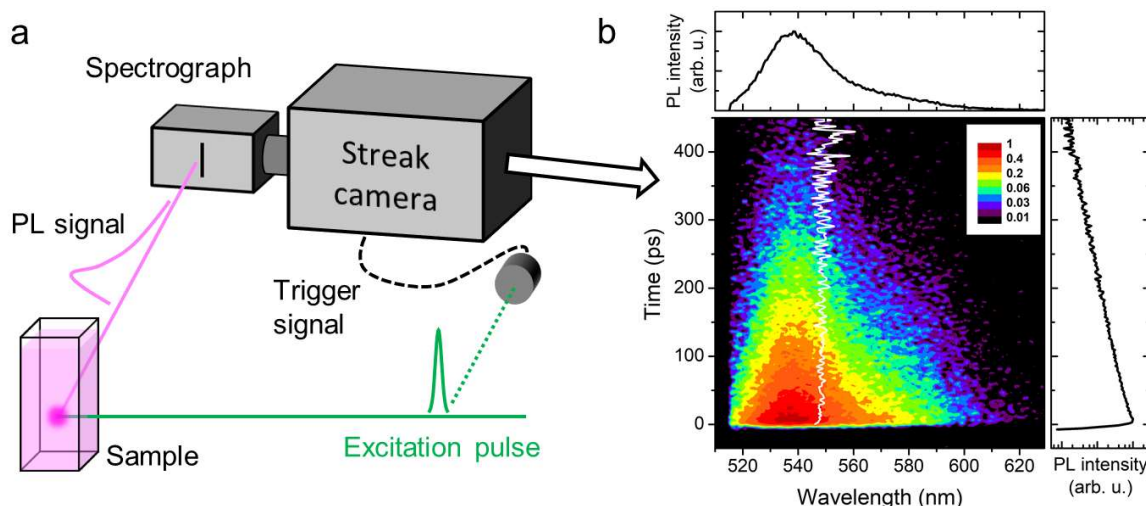 a
Spectrograph
Streak
camera
PL signal
Trigger
signal
Excitation pulse
Sample
b
PL intensity
(arb. u.)
1
0.4
0.2
0.06
0.03
0.01
400
300
200
100
0
Time (ps)
520 540 560 580 600 620
Wavelength (nm)
PL intensity
(arb. u.)